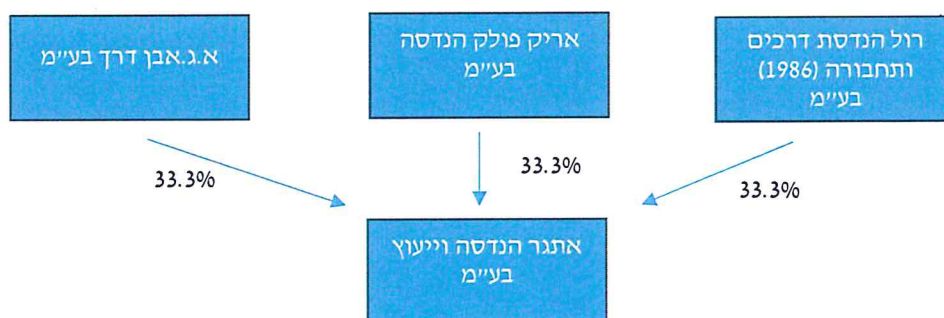 רול הנדסת דרכים
ותחבורה (1986)
בע״מ
אריק פולק הנדסה
בע״מ
א.ג.אבן דרך בע״מ
33.3%
33.3%
33.3%
אתגר הנדסה וייעוץ
בע״מ